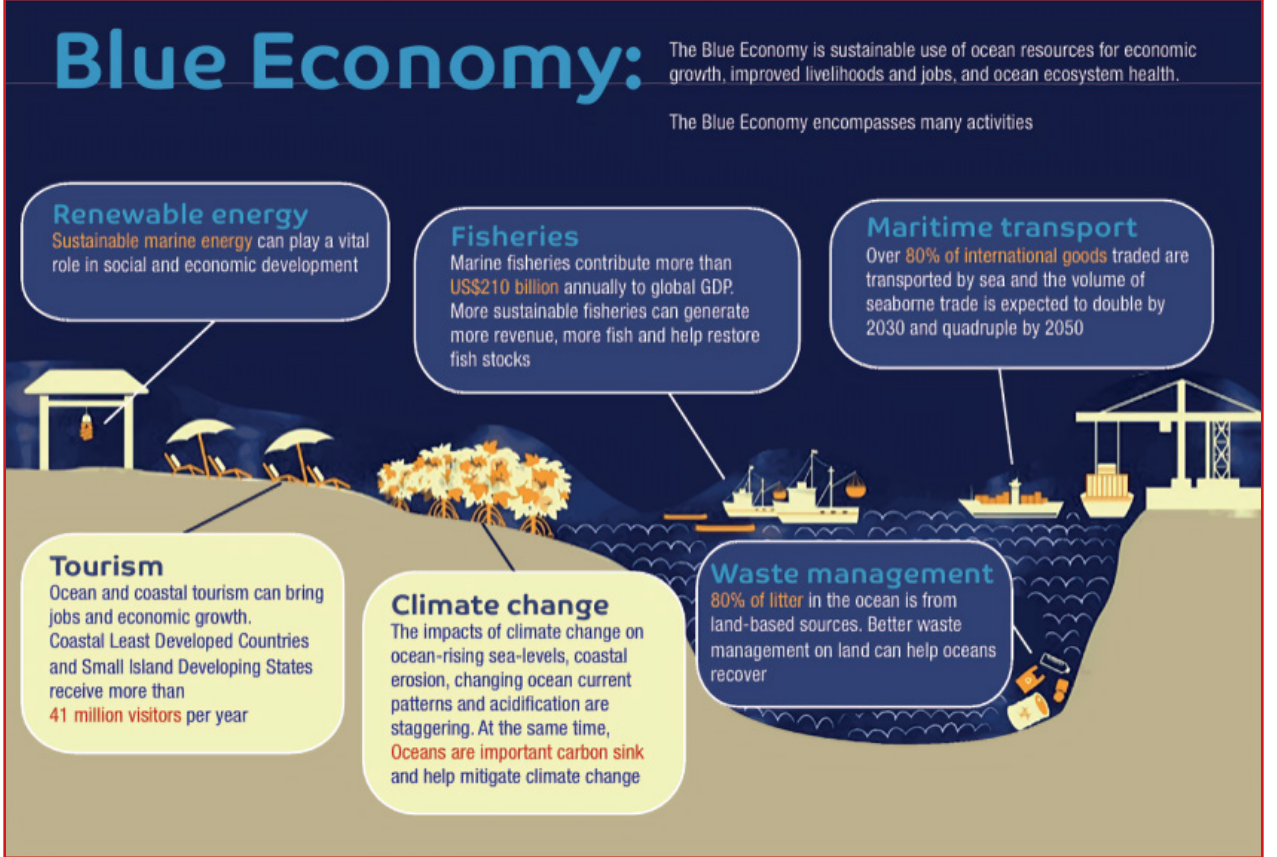 Blue Economy:
The Blue Economy is sustainable use of ocean resources for economic
growth, improved livelihoods and jobs, and ocean ecosystem health.
The Blue Economy encompasses many activities
Renewable energy
Sustainable marine energy can play a vital
role in social and economic development
Fisheries
Marine fisheries contribute more than
US$210 billion annually to global GDP.
More sustainable fisheries can generate
more revenue, more fish and help restore
fish stocks
Maritime transport
Over 80% of international goods traded are
transported by sea and the volume of
seaborne trade is expected to double by
2030 and quadruple by 2050
Tourism
Ocean and coastal tourism can bring
jobs and economic growth.
Coastal Least Developed Countries
and Small Island Developing States
receive more than
41 million visitors per year
Climate change
The impacts of climate change on
ocean-rising sea-levels, coastal
erosion, changing ocean current
patterns and acidification are
staggering. At the same time,
Oceans are important carbon sink
and help mitigate climate change
Waste management
80% of litter in the ocean is from
land-based sources. Better waste
management on land can help oceans
recover